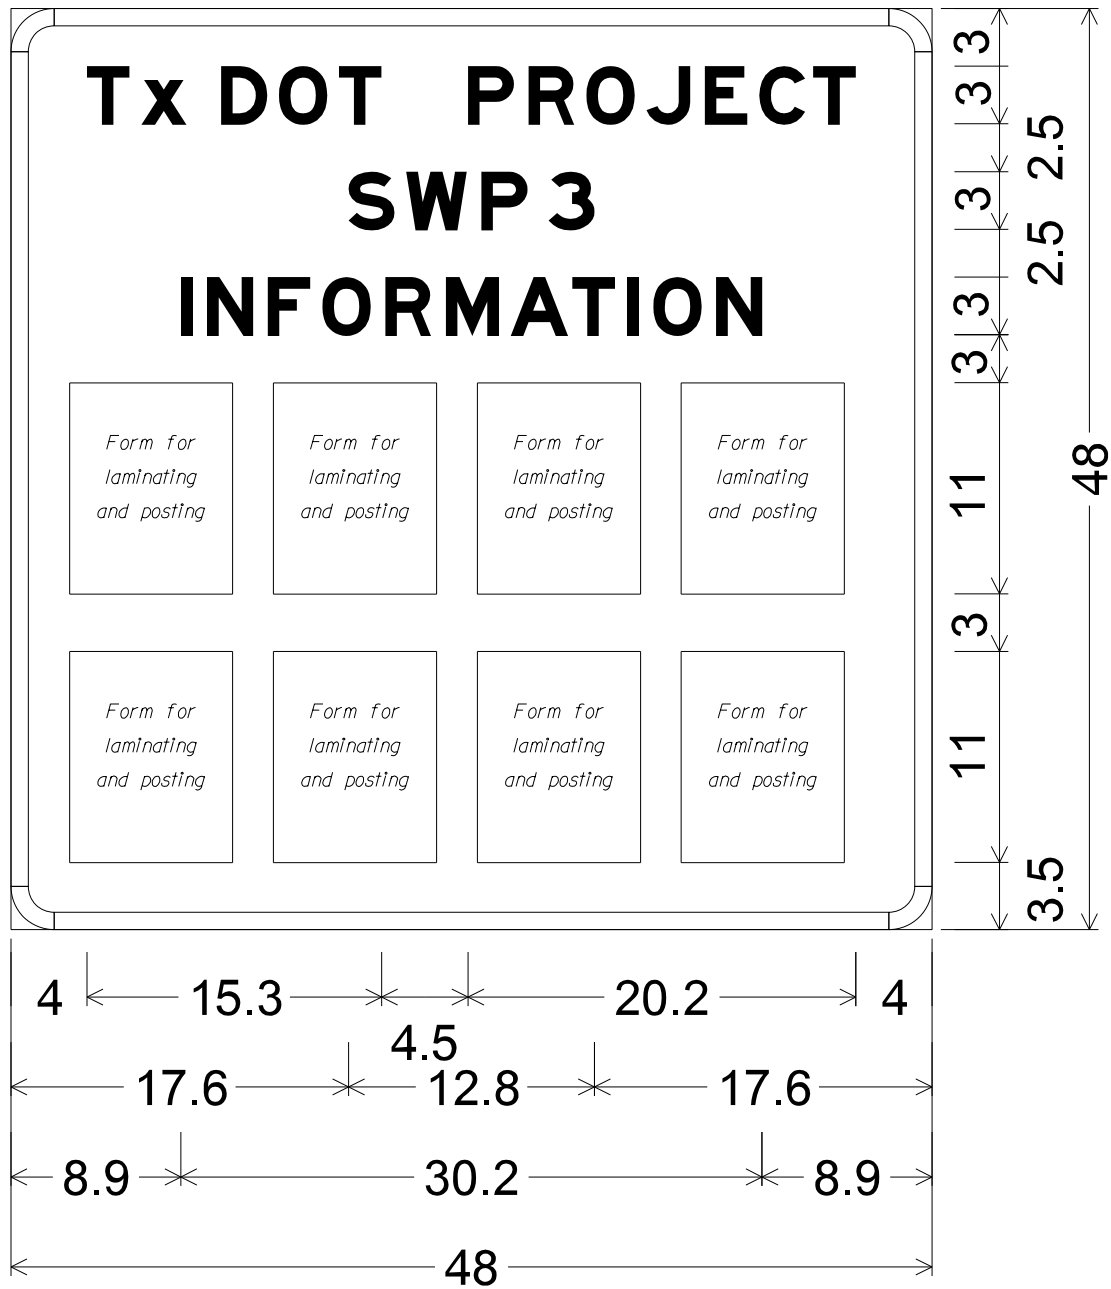 Tx DOT PROJECT
SWP 3
INFORMATION
Form for
laminating
and posting
Form for
laminating
and posting
Form for
laminating
and posting
Form for
laminating
and posting
Form for
laminating
and posting
Form for
laminating
and posting
Form for
laminating
and posting
Form for
laminating
and posting
3
3
2.5
3
2.5
3
3
11
3
11
3.5
48
4 15.3 4.5 20.2 4
17.6 12.8 17.6
8.9 30.2 8.9
48